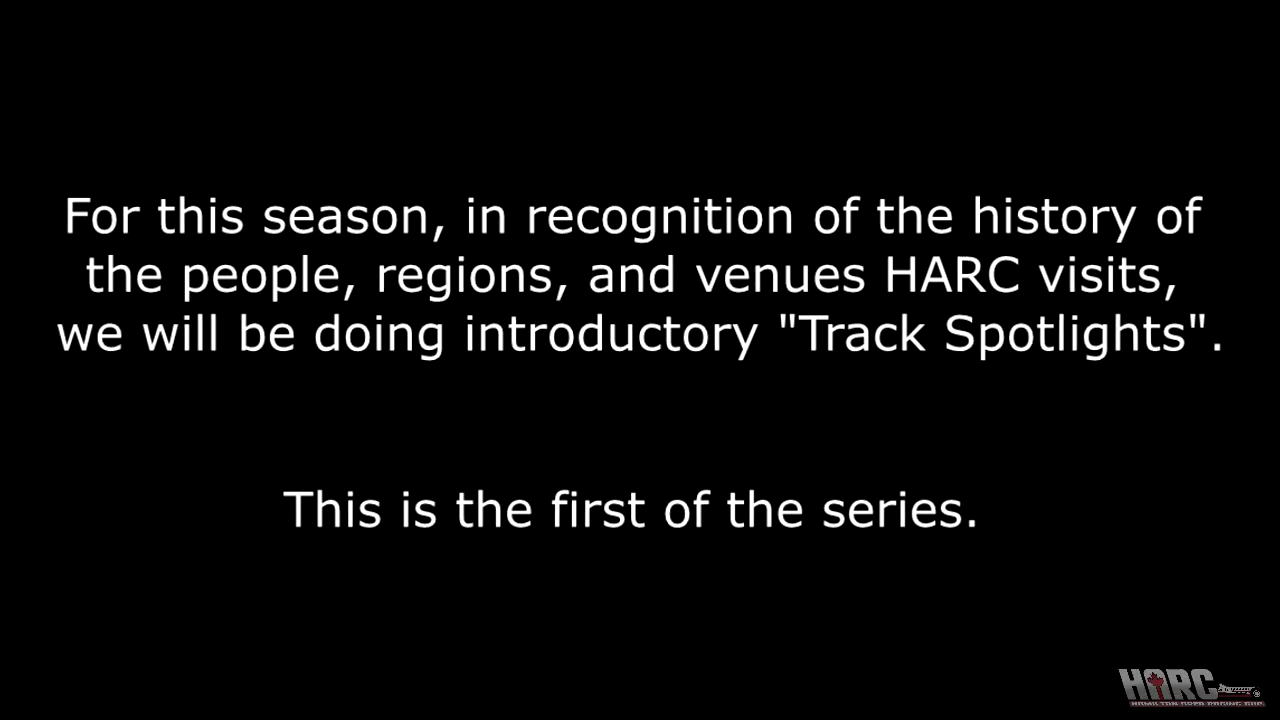 For this season, in recognition of the history of
the people, regions, and venues HARC visits,
we will be doing introductory "Track Spotlights".
This is the first of the series.
HARC